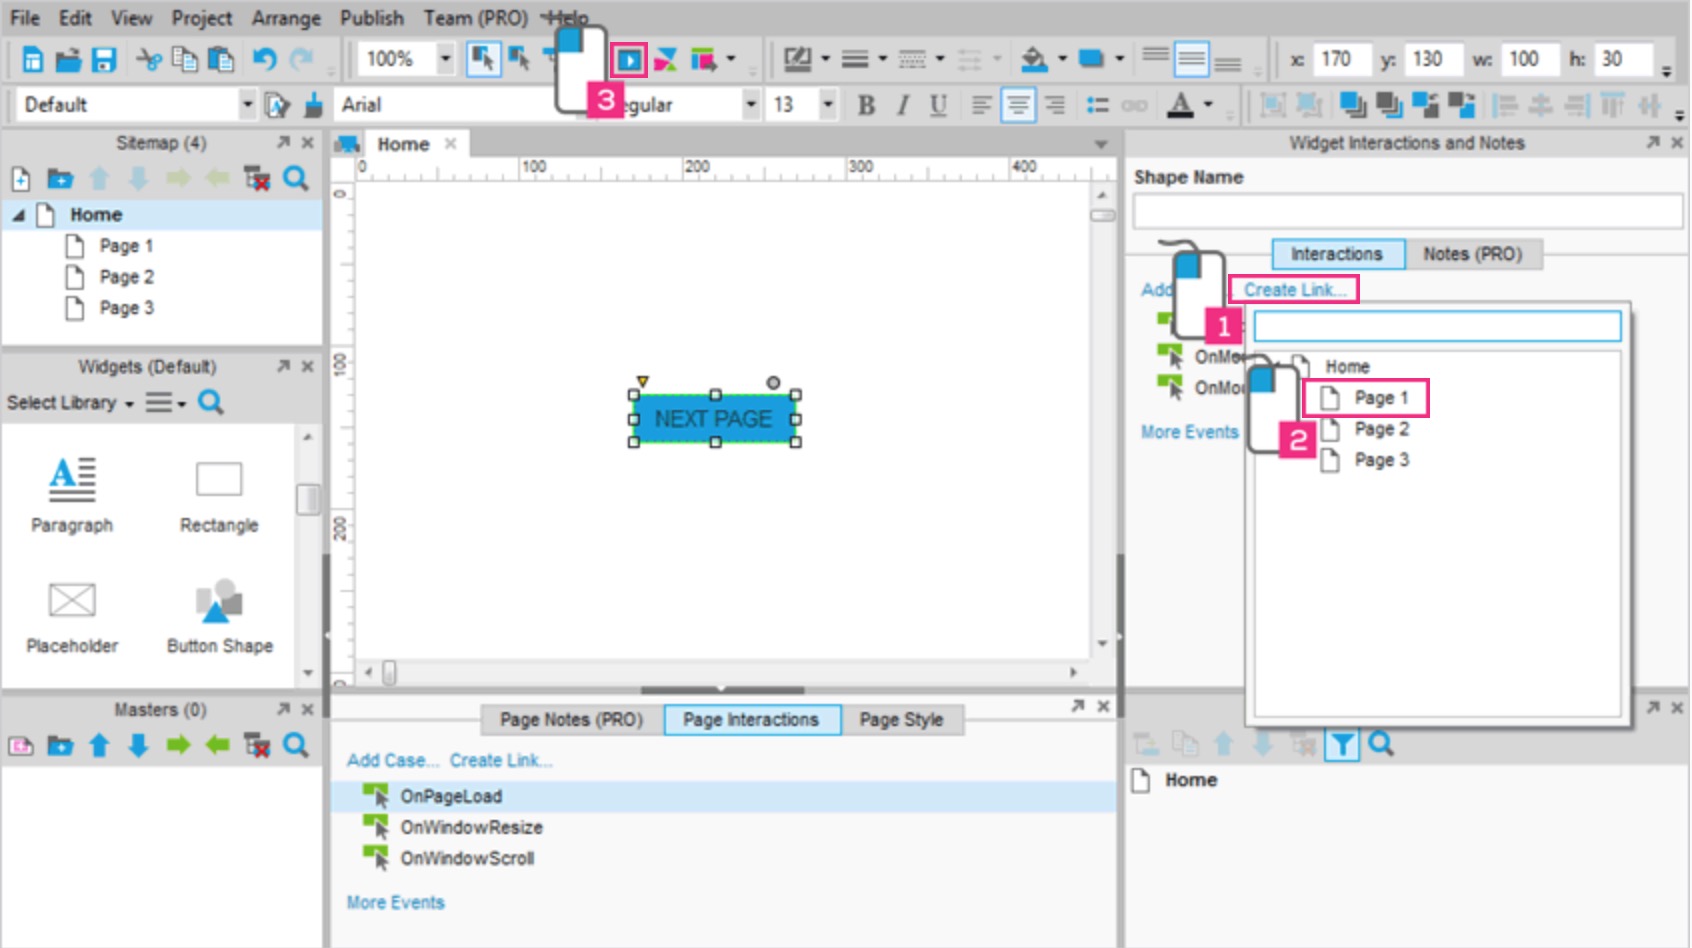 File Edit View Project Arrange Publish Team (PRO) Help
100% 3 x: 170 y: 130 w: 100 h: 30
Default Arial 13 B I U A
Sitemap (4)
Home
Page 1
Page 2
Page 3
Widgets (Default)
Select Library
A
Paragraph
Rectangle
Placeholder
Button Shape
Masters (0)
Home
0 100 200 300 400
0
100
200
NEXT PAGE
Page Notes (PRO) Page Interactions Page Style
Add Case... Create Link...
OnPageLoad
OnWindowResize
OnWindowScroll
More Events
Widget Interactions and Notes
Shape Name
Interactions Notes (PRO)
Add Create Link...
1
OnMo
OnMou
More Events
2
Home
Page 1
Page 2
Page 3
Home